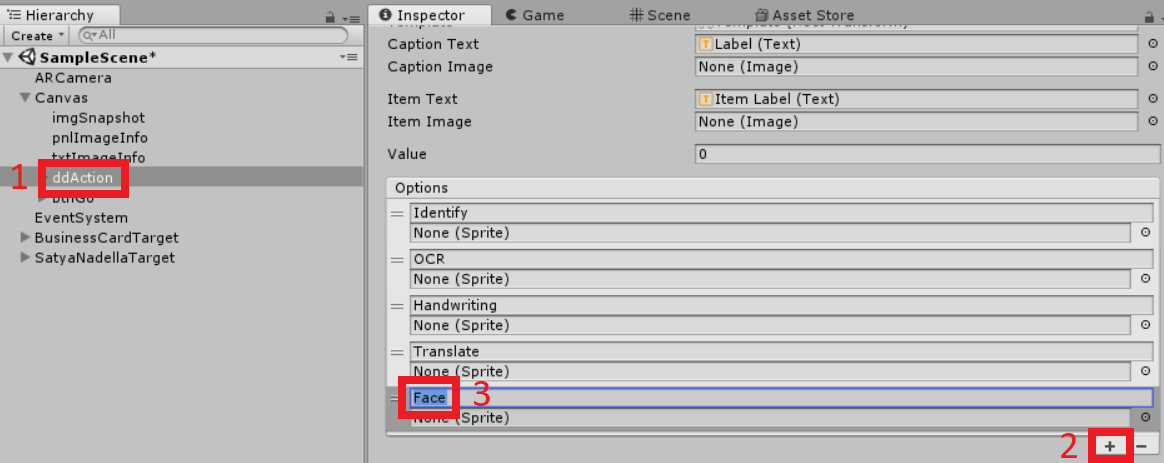 Hierarchy
Create
All
SampleScene*
ARCamera
Canvas
imgSnapshot
pnlImageInfo
txtImageInfo
1
ddAction
btnGo
EventSystem
BusinessCardTarget
SatyaNadellaTarget
Inspector Game Scene Asset Store
Caption Text Label (Text)
Caption Image None (Image)
Item Text Item Label (Text)
Item Image None (Image)
Value 0
Options
Identify
None (Sprite)
OCR
None (Sprite)
Handwriting
None (Sprite)
Translate
None (Sprite)
Face 3
None (Sprite)
2 + −